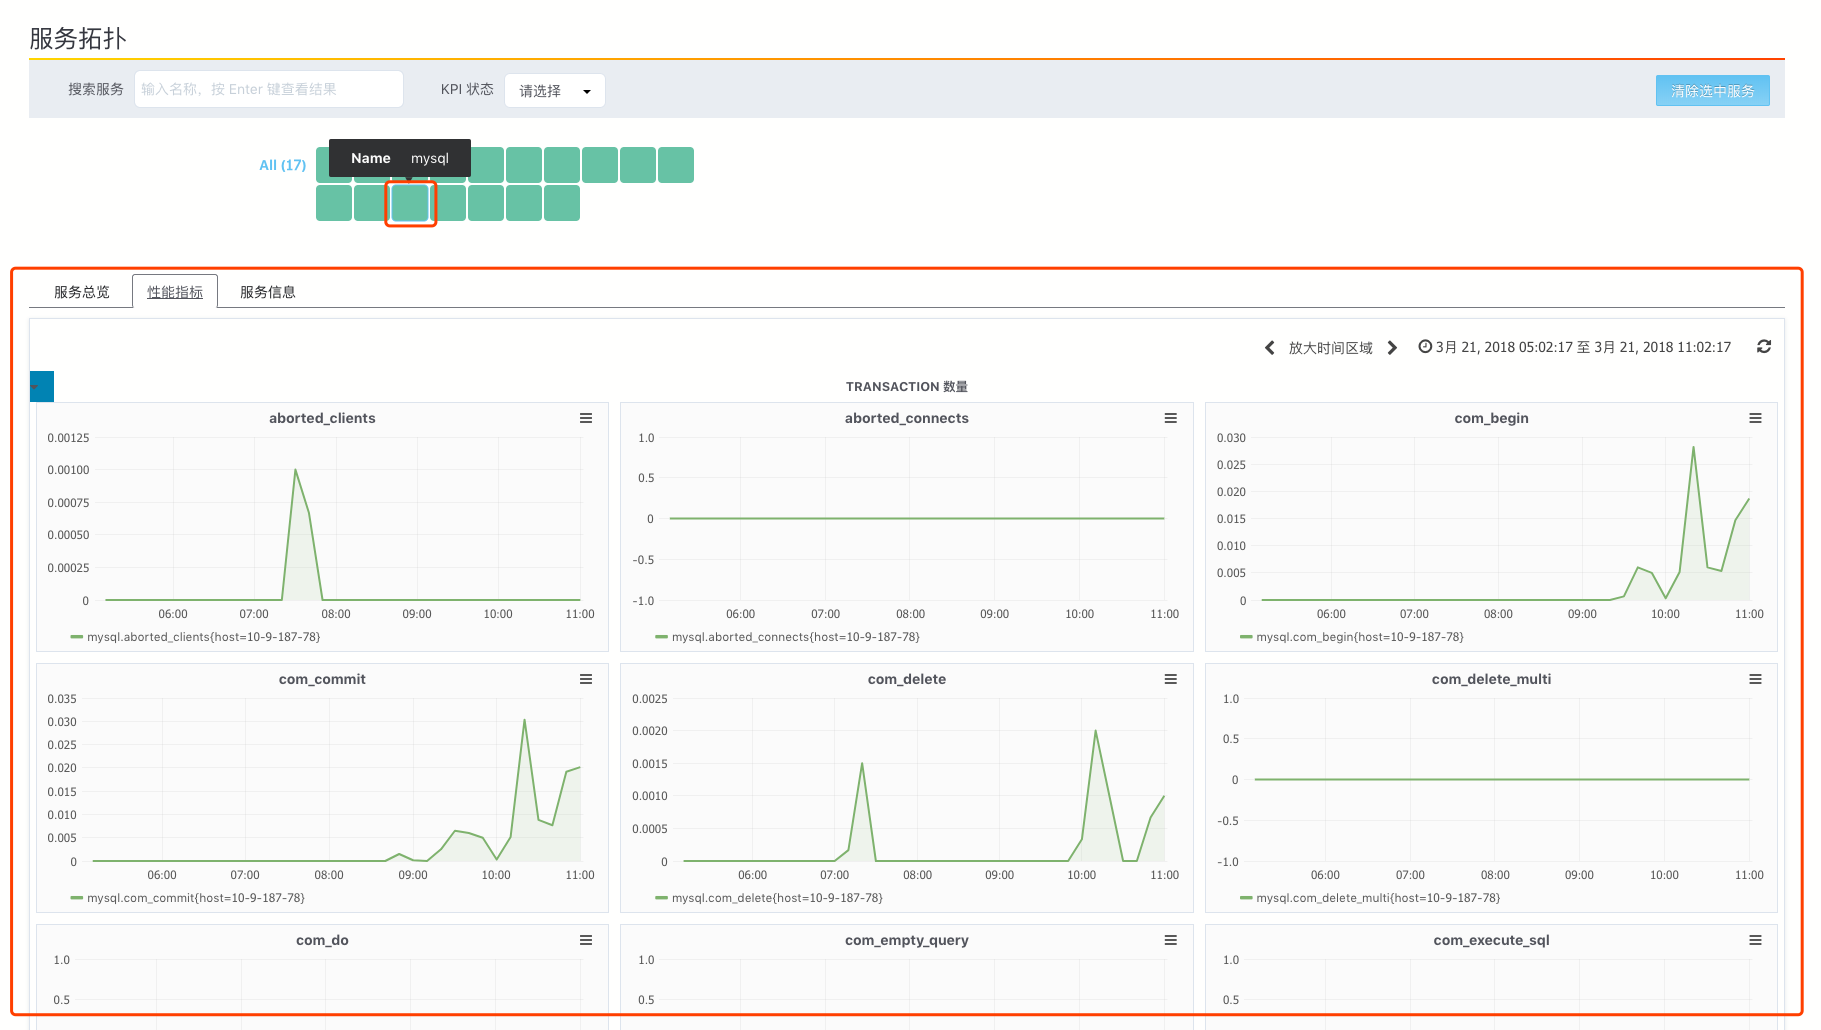 服务拓扑
搜索服务 输入名称，按 Enter 键查看结果 KPI 状态 请选择 清除选中服务
All (17) Name mysql
服务总览 性能指标 服务信息
放大时间区域 3月 21, 2018 05:02:17 至 3月 21, 2018 11:02:17
TRANSACTION 数量
aborted_clients
0.00125
0.00100
0.00075
0.00050
0.00025
0
06:00 07:00 08:00 09:00 10:00 11:00
mysql.aborted_clients{host=10-9-187-78}
aborted_connects
1.0
0.5
0
-0.5
-1.0
06:00 07:00 08:00 09:00 10:00 11:00
mysql.aborted_connects{host=10-9-187-78}
com_begin
0.030
0.025
0.020
0.015
0.010
0.005
0
06:00 07:00 08:00 09:00 10:00 11:00
mysql.com_begin{host=10-9-187-78}
com_commit
0.035
0.030
0.025
0.020
0.015
0.010
0.005
0
06:00 07:00 08:00 09:00 10:00 11:00
mysql.com_commit{host=10-9-187-78}
com_delete
0.0025
0.0020
0.0015
0.0010
0.0005
0
06:00 07:00 08:00 09:00 10:00 11:00
mysql.com_delete{host=10-9-187-78}
com_delete_multi
1.0
0.5
0
-0.5
-1.0
06:00 07:00 08:00 09:00 10:00 11:00
mysql.com_delete_multi{host=10-9-187-78}
com_do
1.0
0.5
com_empty_query
1.0
0.5
com_execute_sql
1.0
0.5